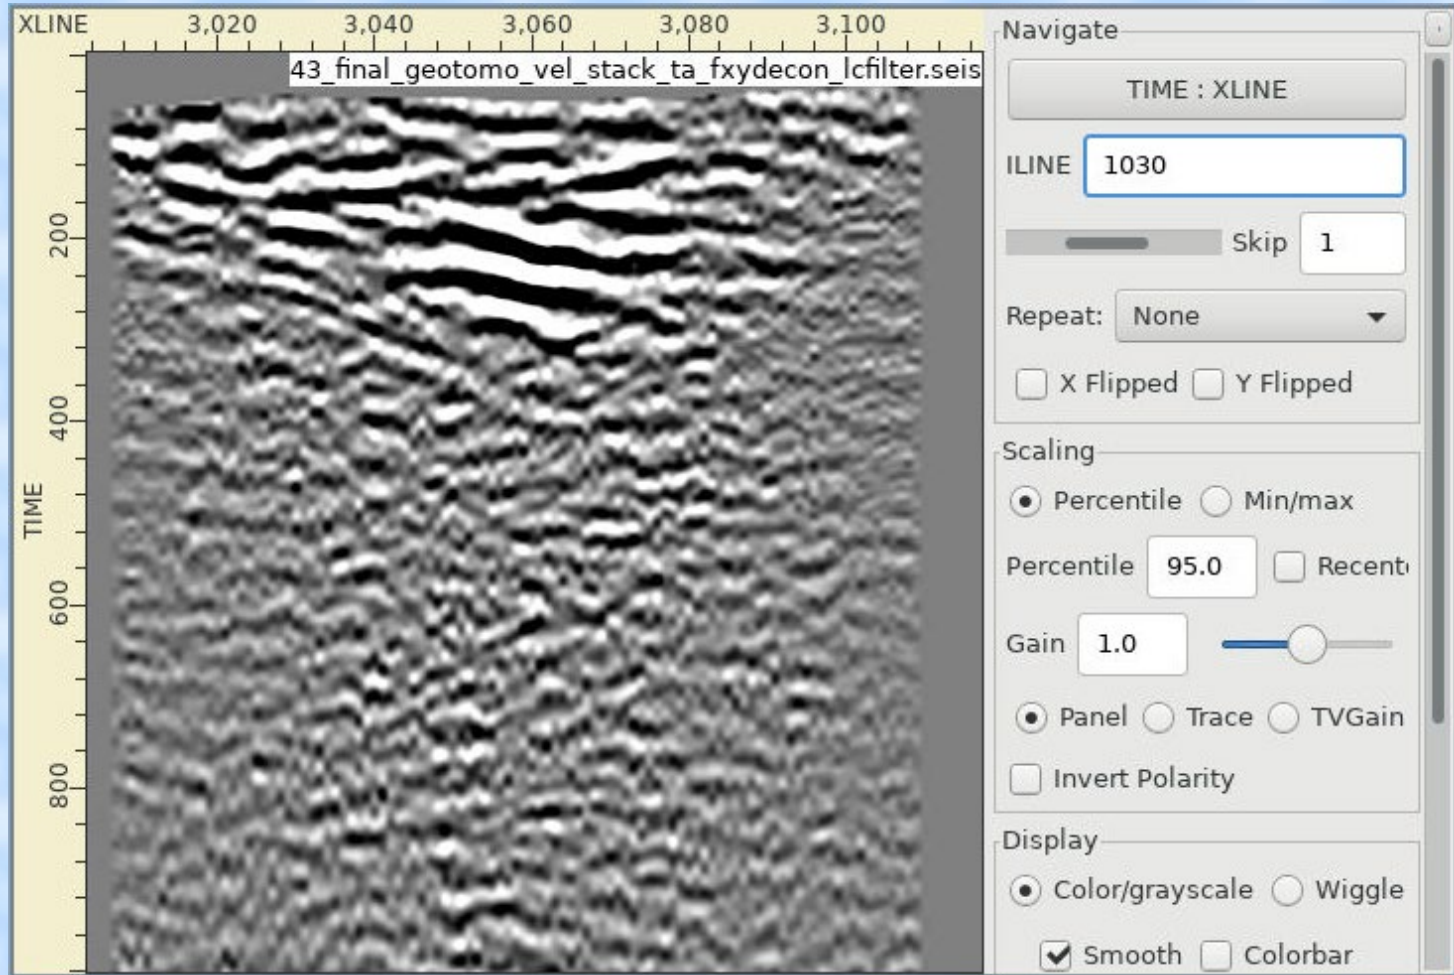 XLINE 3,020 3,040 3,060 3,080 3,100
43_final_geotomo_vel_stack_ta_fxydecon_lcfilter.seis
200
400
TIME
600
800
Navigate
TIME : XLINE
ILINE 1030
Skip 1
Repeat: None
X Flipped Y Flipped
Scaling
Percentile Min/max
Percentile 95.0
Gain 1.0
Panel Trace TVGain
Invert Polarity
Display
Color/grayscale Wiggle
Smooth Colorbar